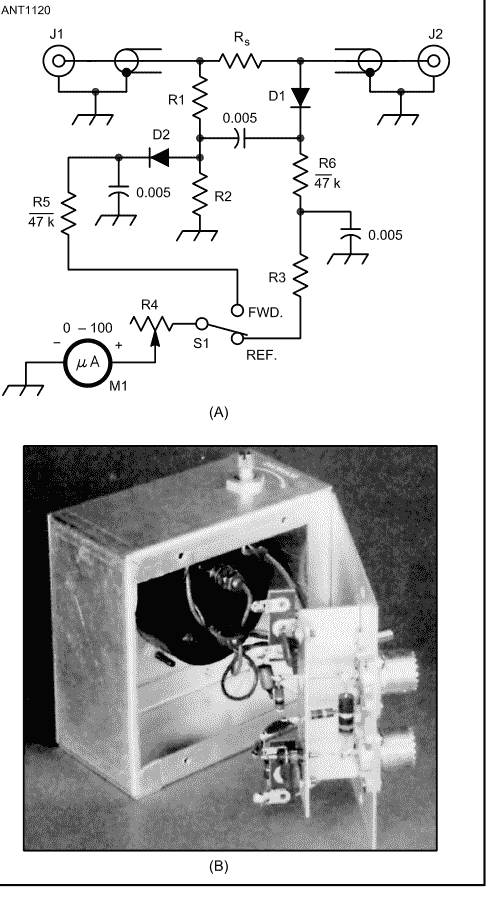 ANT1120
J1
Rs
J2
R1
D1
0.005
D2
R6
47 k
0.005
R2
R5
47 k
0.005
R3
R4
FWD.
0 – 100
S1
– +
REF.
μA
M1
(A)
(B)